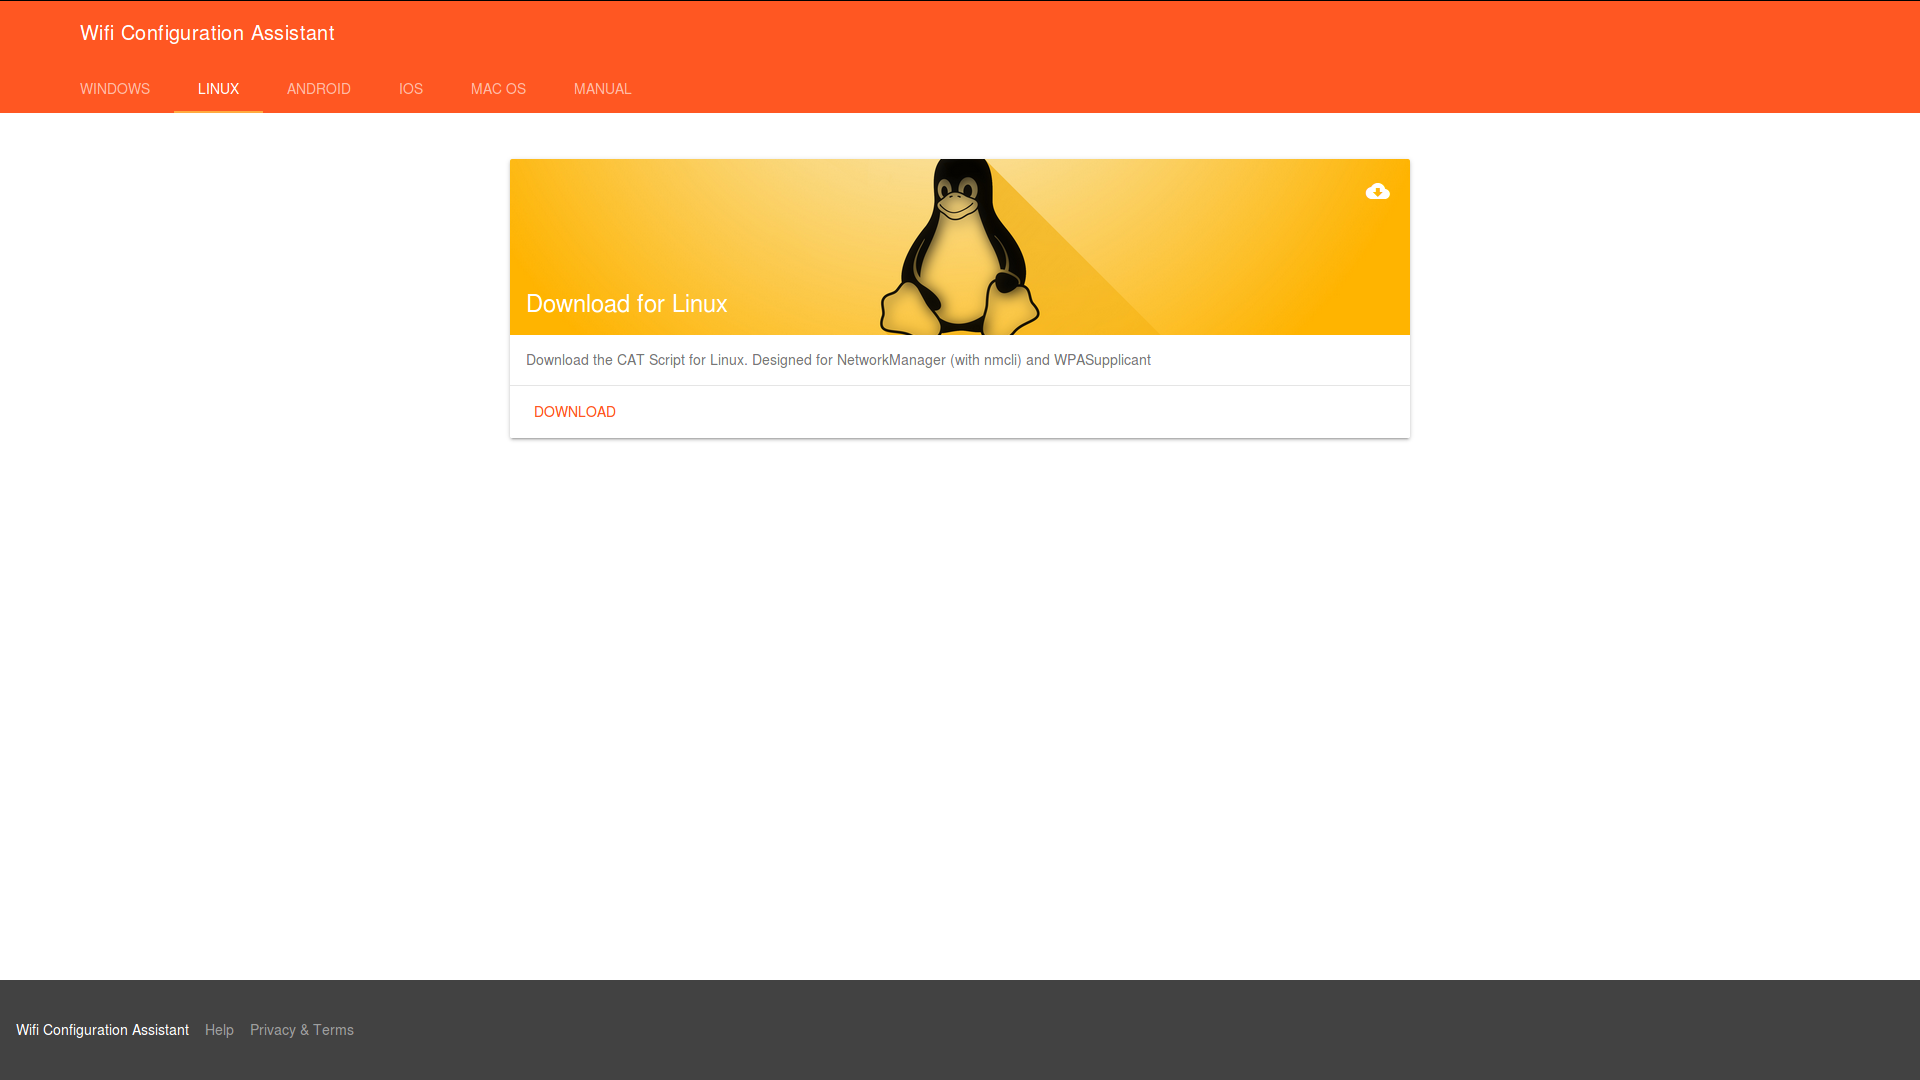 Wifi Configuration Assistant
WINDOWS LINUX ANDROID IOS MAC OS MANUAL
Download for Linux
Download the CAT Script for Linux. Designed for NetworkManager (with nmcli) and WPASupplicant
DOWNLOAD
Wifi Configuration Assistant Help Privacy & Terms